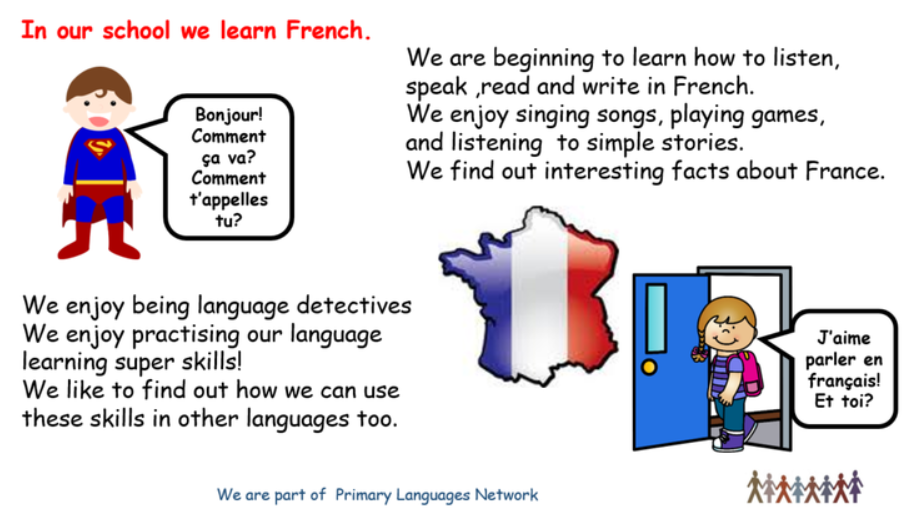 In our school we learn French.
We are beginning to learn how to listen,
speak ,read and write in French.
We enjoy singing songs, playing games,
and listening  to simple stories.
We find out interesting facts about France.
Bonjour!
Comment
ça va?
Comment
t'appelles
tu?
We enjoy being language detectives
We enjoy practising our language
learning super skills!
We like to find out how we can use
these skills in other languages too.
J'aime
parler en
français!
Et toi?
We are part of  Primary Languages Network